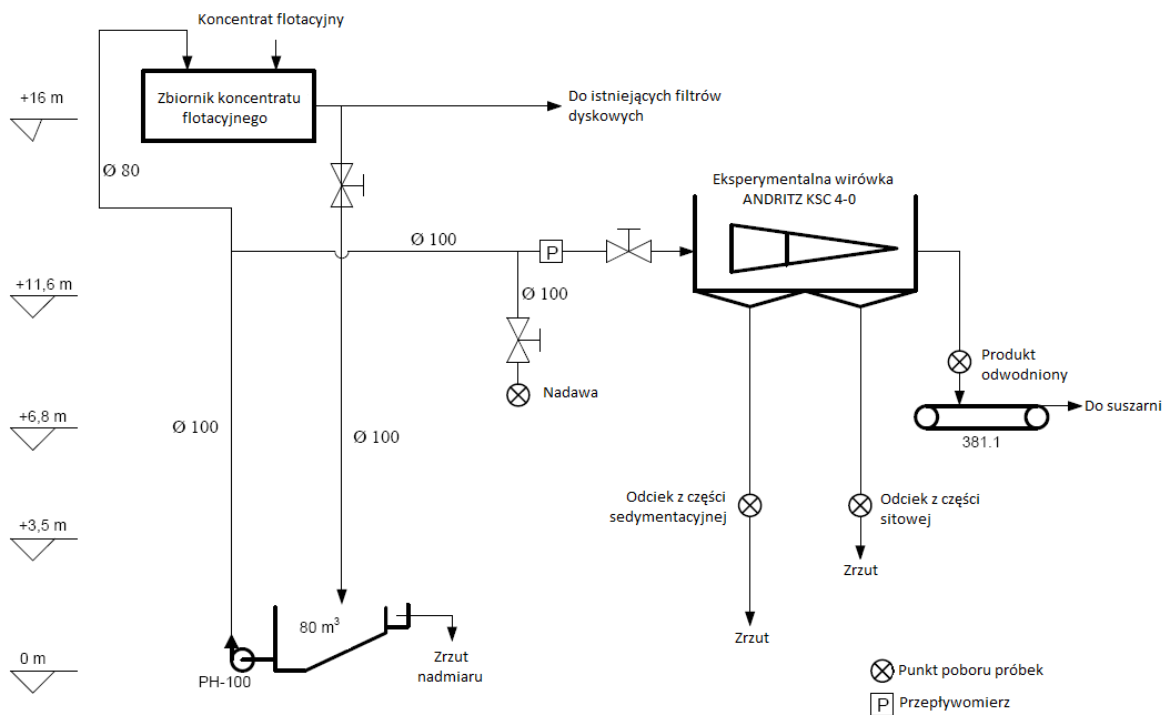 Koncentrat flotacyjny
+16 m
Zbiornik koncentratu
flotacyjnego
Do istniejących filtrów
dyskowych
Ø 80
Eksperymentalna wirówka
ANDRITZ KSC 4-0
Ø 100
P
+11,6 m
Ø 100
Produkt
odwodniony
Nadawa
Do suszarni
+6,8 m
Ø 100
Ø 100
381.1
Odciek z części
sedymentacyjnej
Odciek z części
sitowej
+3,5 m
Zrzut
80 m³
Zrzut
0 m
PH-100
Zrzut
nadmiaru
Punkt poboru próbek
P
Przepływomierz